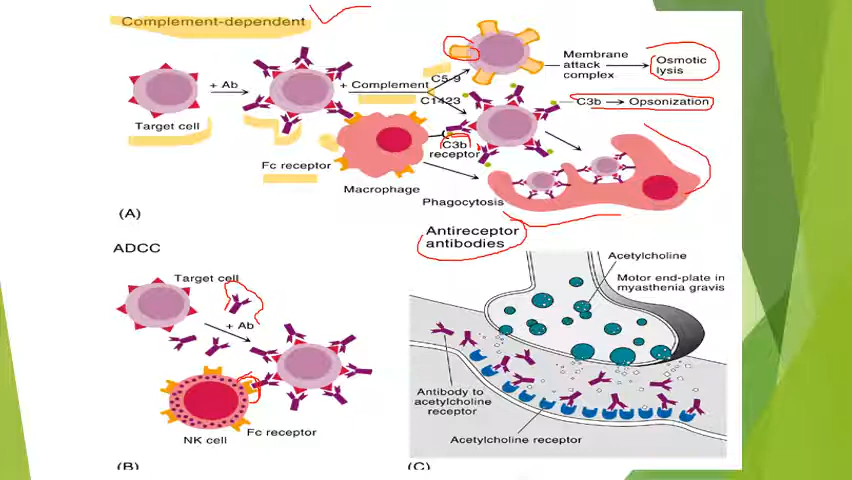 Complement-dependent
+ Ab
+ Complement
C5-9
C1423
Membrane
attack
complex
Osmotic
lysis
C3b
Opsonization
Target cell
C3b
receptor
Fc receptor
Macrophage
Phagocytosis
(A)
Antireceptor
antibodies
ADCC
Target cell
+ Ab
NK cell
Fc receptor
(B)
Acetylcholine
Motor end-plate in
myasthenia gravis
Antibody to
acetylcholine
receptor
Acetylcholine receptor
(C)